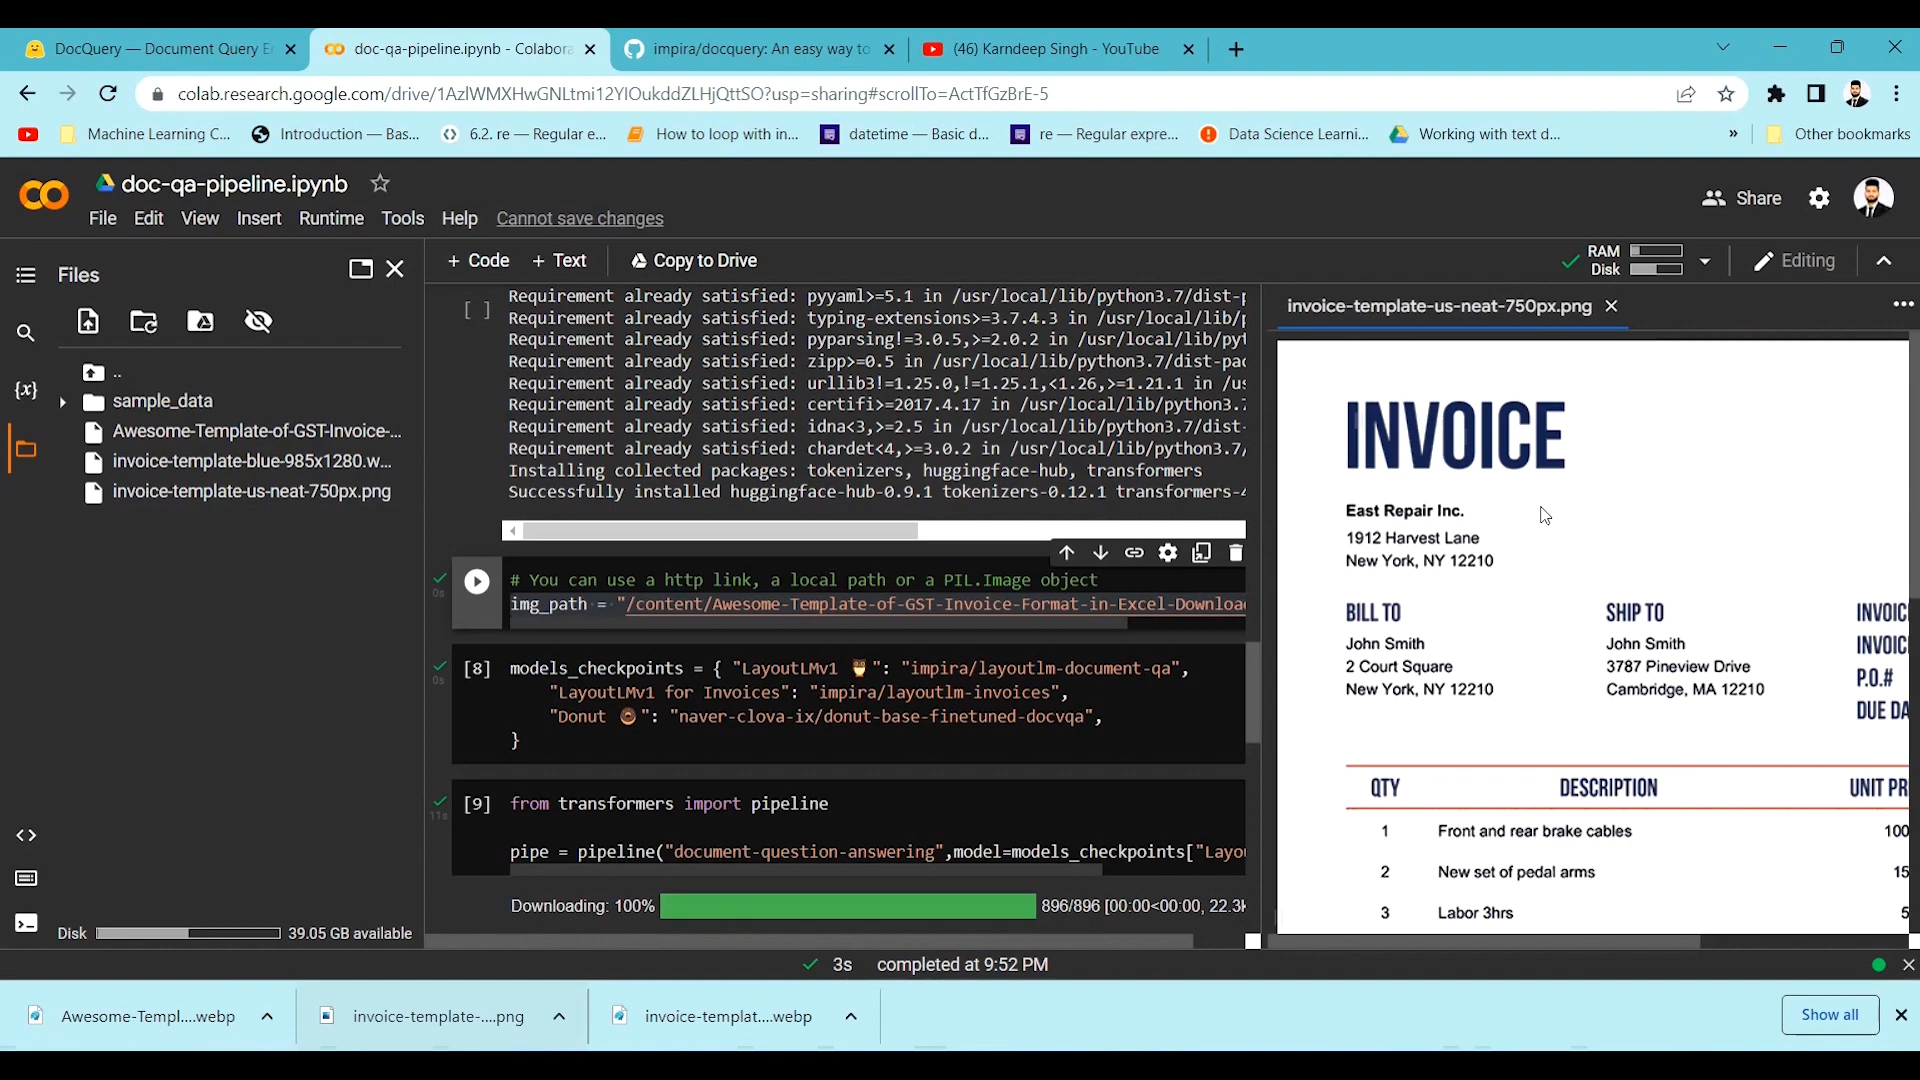 DocQuery — Document Query E
doc-qa-pipeline.ipynb - Colabora
impira/docquery: An easy way to
(46) Karndeep Singh - YouTube
colab.research.google.com/drive/1AzlWMXHwGNLtmi12YIOukddZLHjQttSO?usp=sharing#scrollTo=ActTfGzBrE-5
Machine Learning C...
Introduction — Bas...
6.2. re — Regular e...
How to loop with in...
datetime — Basic d...
re — Regular expre...
Data Science Learni...
Working with text d...
»
Other bookmarks
doc-qa-pipeline.ipynb
Share
File Edit View Insert Runtime Tools Help Cannot save changes
Files
+ Code + Text Copy to Drive
RAM
Disk
Editing
..
sample_data
Awesome-Template-of-GST-Invoice-...
invoice-template-blue-985x1280.w...
invoice-template-us-neat-750px.png
{x}
Disk 39.05 GB available
[ ]
Requirement already satisfied: pyyaml>=5.1 in /usr/local/lib/python3.7/dist-p
Requirement already satisfied: typing-extensions>=3.7.4.3 in /usr/local/lib/p
Requirement already satisfied: pyparsing!=3.0.5,>=2.0.2 in /usr/local/lib/pyt
Requirement already satisfied: zipp>=0.5 in /usr/local/lib/python3.7/dist-pac
Requirement already satisfied: urllib3!=1.25.0,!=1.25.1,<1.26,>=1.21.1 in /us
Requirement already satisfied: certifi>=2017.4.17 in /usr/local/lib/python3.7
Requirement already satisfied: idna<3,>=2.5 in /usr/local/lib/python3.7/dist-
Requirement already satisfied: chardet<4,>=3.0.2 in /usr/local/lib/python3.7/
Installing collected packages: tokenizers, huggingface-hub, transformers
Successfully installed huggingface-hub-0.9.1 tokenizers-0.12.1 transformers-4
0s
# You can use a http link, a local path or a PIL.Image object
img_path = "/content/Awesome-Template-of-GST-Invoice-Format-in-Excel-Downloa
0s
[8] models_checkpoints = { "LayoutLMv1 🦉": "impira/layoutlm-document-qa",
"LayoutLMv1 for Invoices": "impira/layoutlm-invoices",
"Donut 🍩": "naver-clova-ix/donut-base-finetuned-docvqa",
}
11s
[9] from transformers import pipeline
pipe = pipeline("document-question-answering",model=models_checkpoints["Layou
Downloading: 100% 896/896 [00:00<00:00, 22.3k
invoice-template-us-neat-750px.png
INVOICE
East Repair Inc.
1912 Harvest Lane
New York, NY 12210
BILL TO
John Smith
2 Court Square
New York, NY 12210
SHIP TO
John Smith
3787 Pineview Drive
Cambridge, MA 12210
INVOIC
INVOIC
P.O.#
DUE DA
QTY DESCRIPTION UNIT PR
1 Front and rear brake cables 100
2 New set of pedal arms 15
3 Labor 3hrs 5
3s completed at 9:52 PM
Awesome-Templ....webp
invoice-template-....png
invoice-templat....webp
Show all